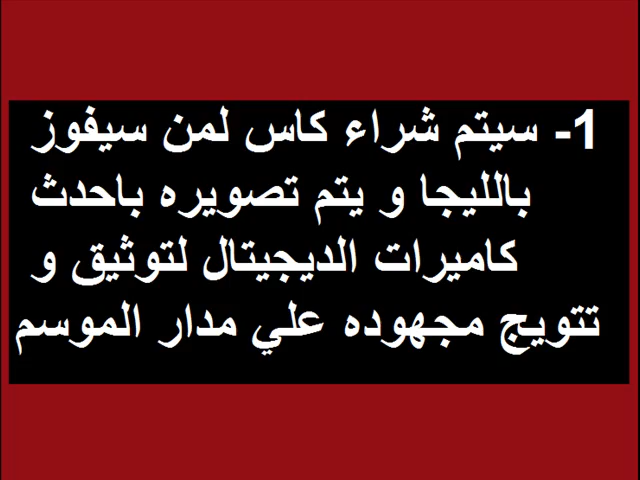 1- سيتم شراء كاس لمن سيفوز
بالليجا و يتم تصويره باحدث
كاميرات الديجيتال لتوثيق و
تتويج مجهوده علي مدار الموسم